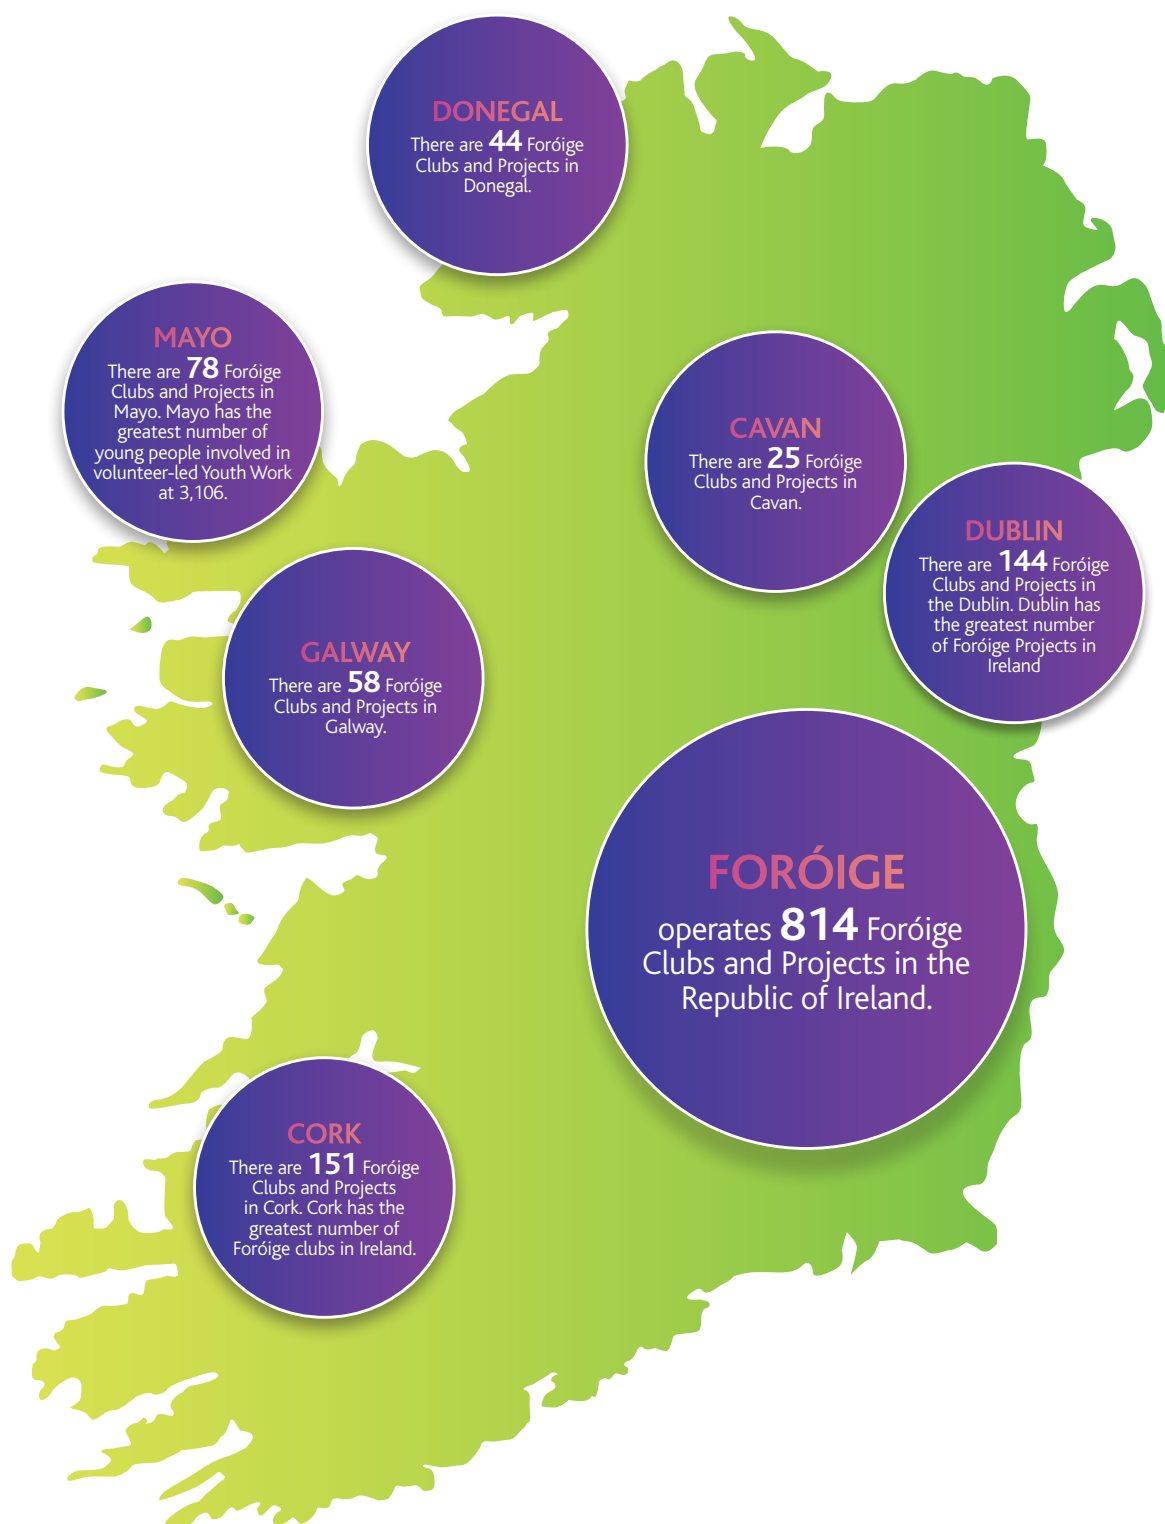 DONEGAL
There are 44 Foróige
Clubs and Projects in
Donegal.
MAYO
There are 78 Foróige
Clubs and Projects in
Mayo. Mayo has the
greatest number of
young people involved in
volunteer-led Youth Work
at 3,106.
CAVAN
There are 25 Foróige
Clubs and Projects in
Cavan.
DUBLIN
There are 144 Foróige
Clubs and Projects in
the Dublin. Dublin has
the greatest number
of Foróige Projects in
Ireland
GALWAY
There are 58 Foróige
Clubs and Projects in
Galway.
FORÓIGE
operates 814 Foróige
Clubs and Projects in the
Republic of Ireland.
CORK
There are 151 Foróige
Clubs and Projects
in Cork. Cork has the
greatest number of
Foróige clubs in Ireland.